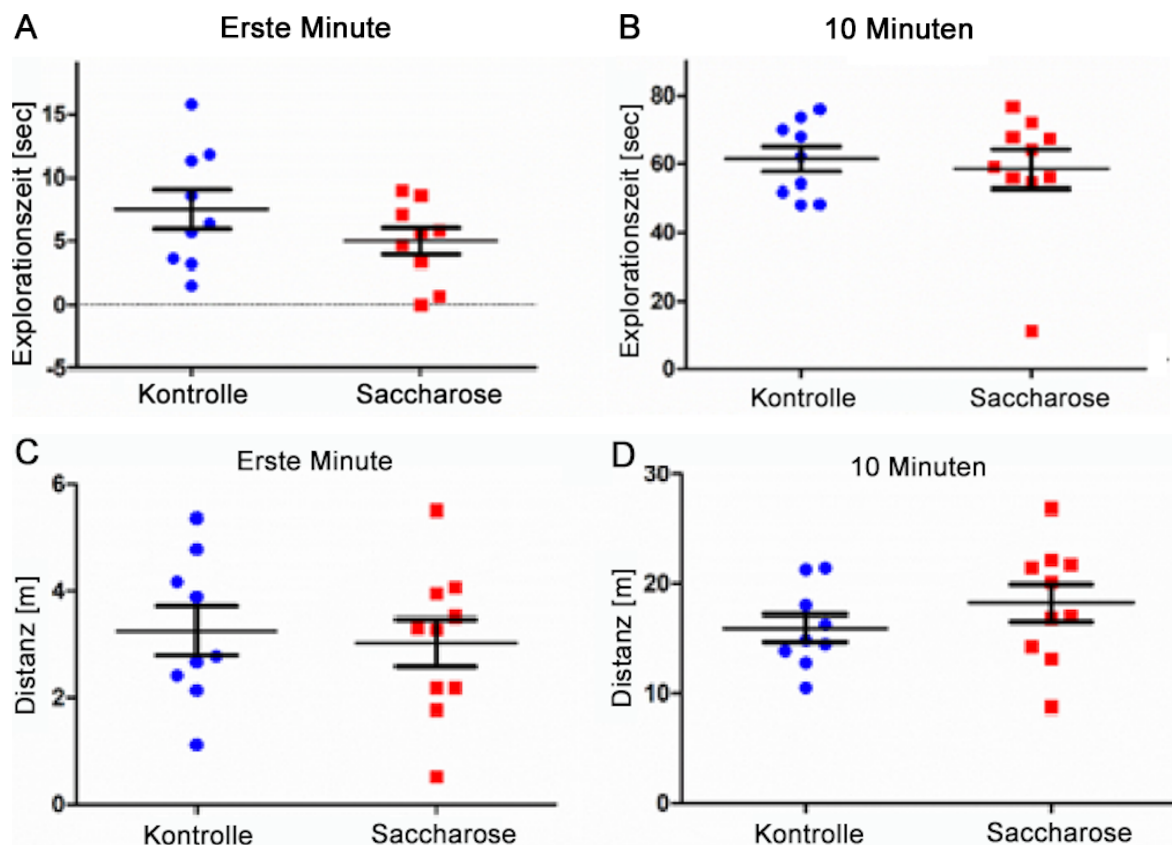 A
Erste Minute
Explorationszeit [sec]
15
10
5
0
-5
Kontrolle
Saccharose
B
10 Minuten
Explorationszeit [sec]
80
60
40
20
0
Kontrolle
Saccharose
C
Erste Minute
Distanz [m]
6
4
2
0
Kontrolle
Saccharose
D
10 Minuten
Distanz [m]
30
20
10
0
Kontrolle
Saccharose